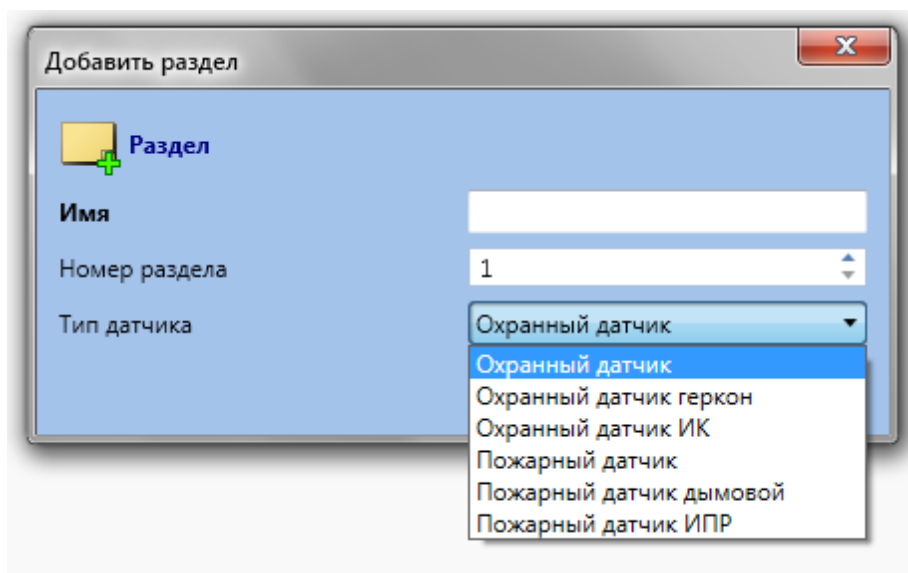 Добавить раздел
Раздел
Имя
Номер раздела 1
Тип датчика Охранный датчик
Охранный датчик
Охранный датчик геркон
Охранный датчик ИК
Пожарный датчик
Пожарный датчик дымовой
Пожарный датчик ИПР